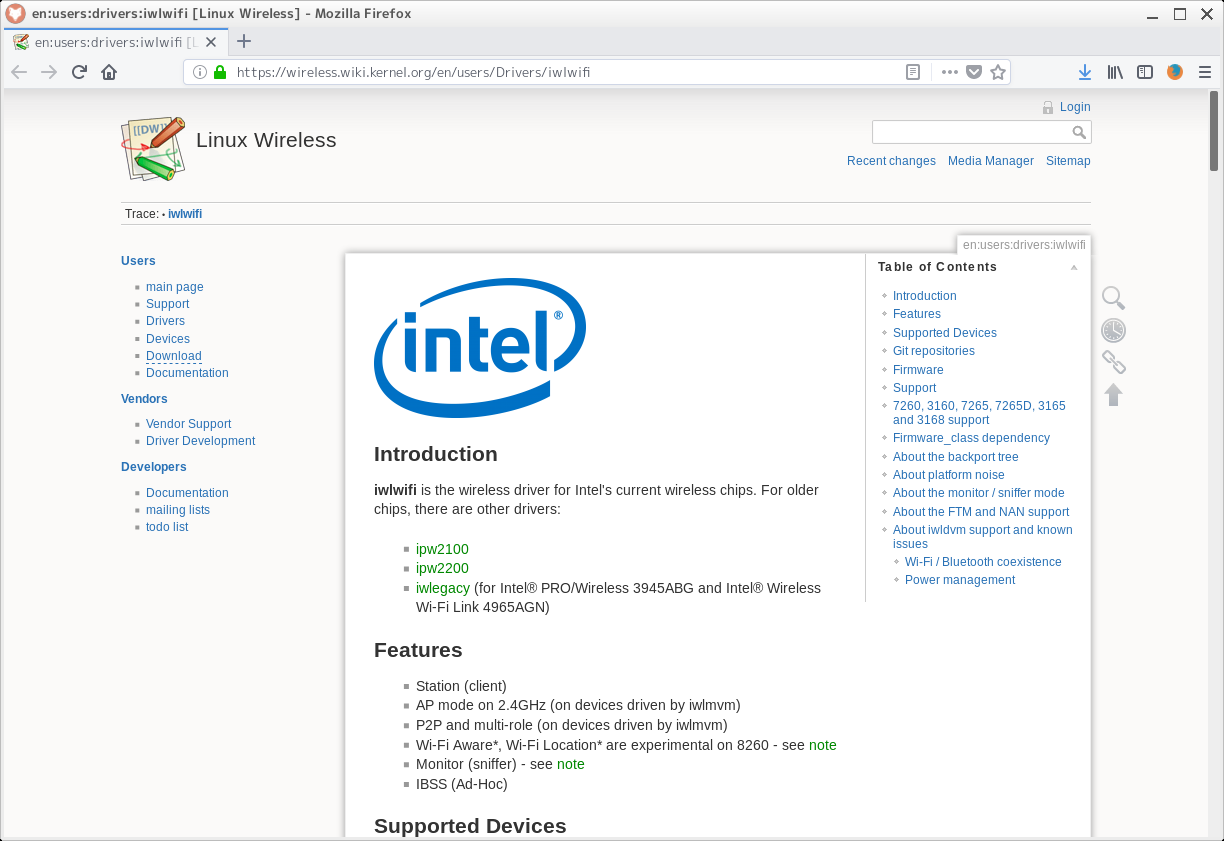 en:users:drivers:iwlwifi [Linux Wireless] - Mozilla Firefox
en:users:drivers:iwlwifi [L
https://wireless.wiki.kernel.org/en/users/Drivers/iwlwifi
Login
[[DW]]
Linux Wireless
Recent changes Media Manager Sitemap
Trace: • iwlwifi
en:users:drivers:iwlwifi
Users
main page
Support
Drivers
Devices
Download
Documentation
Vendors
Vendor Support
Driver Development
Developers
Documentation
mailing lists
todo list
intel®
Introduction
iwlwifi is the wireless driver for Intel's current wireless chips. For older
chips, there are other drivers:
ipw2100
ipw2200
iwlegacy (for Intel® PRO/Wireless 3945ABG and Intel® Wireless
Wi-Fi Link 4965AGN)
Features
Station (client)
AP mode on 2.4GHz (on devices driven by iwlmvm)
P2P and multi-role (on devices driven by iwlmvm)
Wi-Fi Aware*, Wi-Fi Location* are experimental on 8260 - see note
Monitor (sniffer) - see note
IBSS (Ad-Hoc)
Supported Devices
Table of Contents
Introduction
Features
Supported Devices
Git repositories
Firmware
Support
7260, 3160, 7265, 7265D, 3165
and 3168 support
Firmware_class dependency
About the backport tree
About platform noise
About the monitor / sniffer mode
About the FTM and NAN support
About iwldvm support and known
issues
Wi-Fi / Bluetooth coexistence
Power management